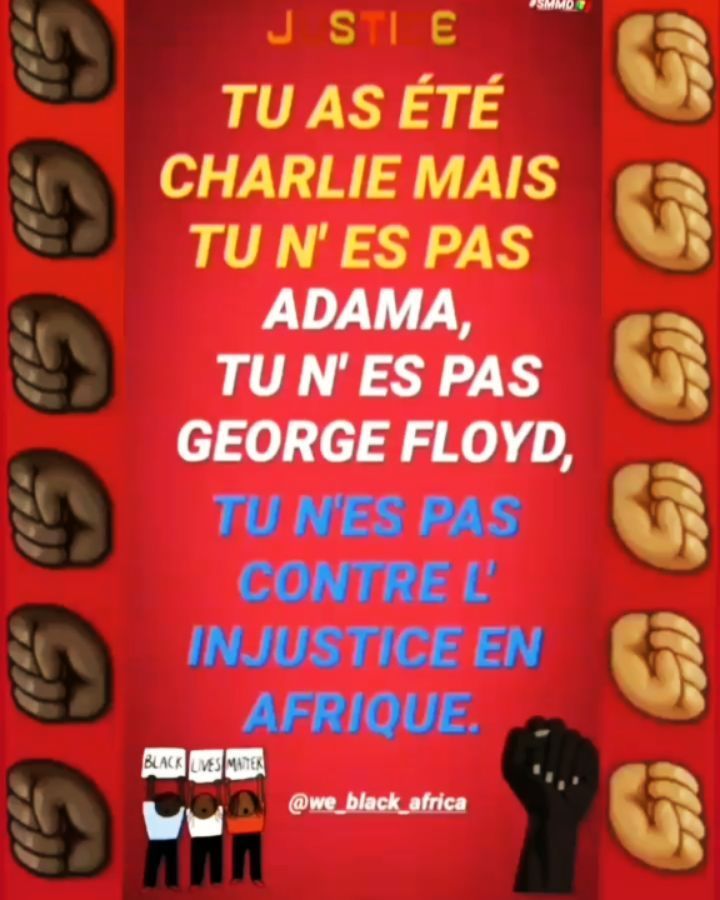 #SMMD
JUSTICE
TU AS ÉTÉ
CHARLIE MAIS
TU N' ES PAS
ADAMA,
TU N' ES PAS
GEORGE FLOYD,
TU N'ES PAS
CONTRE L'
INJUSTICE EN
AFRIQUE.
BLACK LIVES MATTER
@we_black_africa